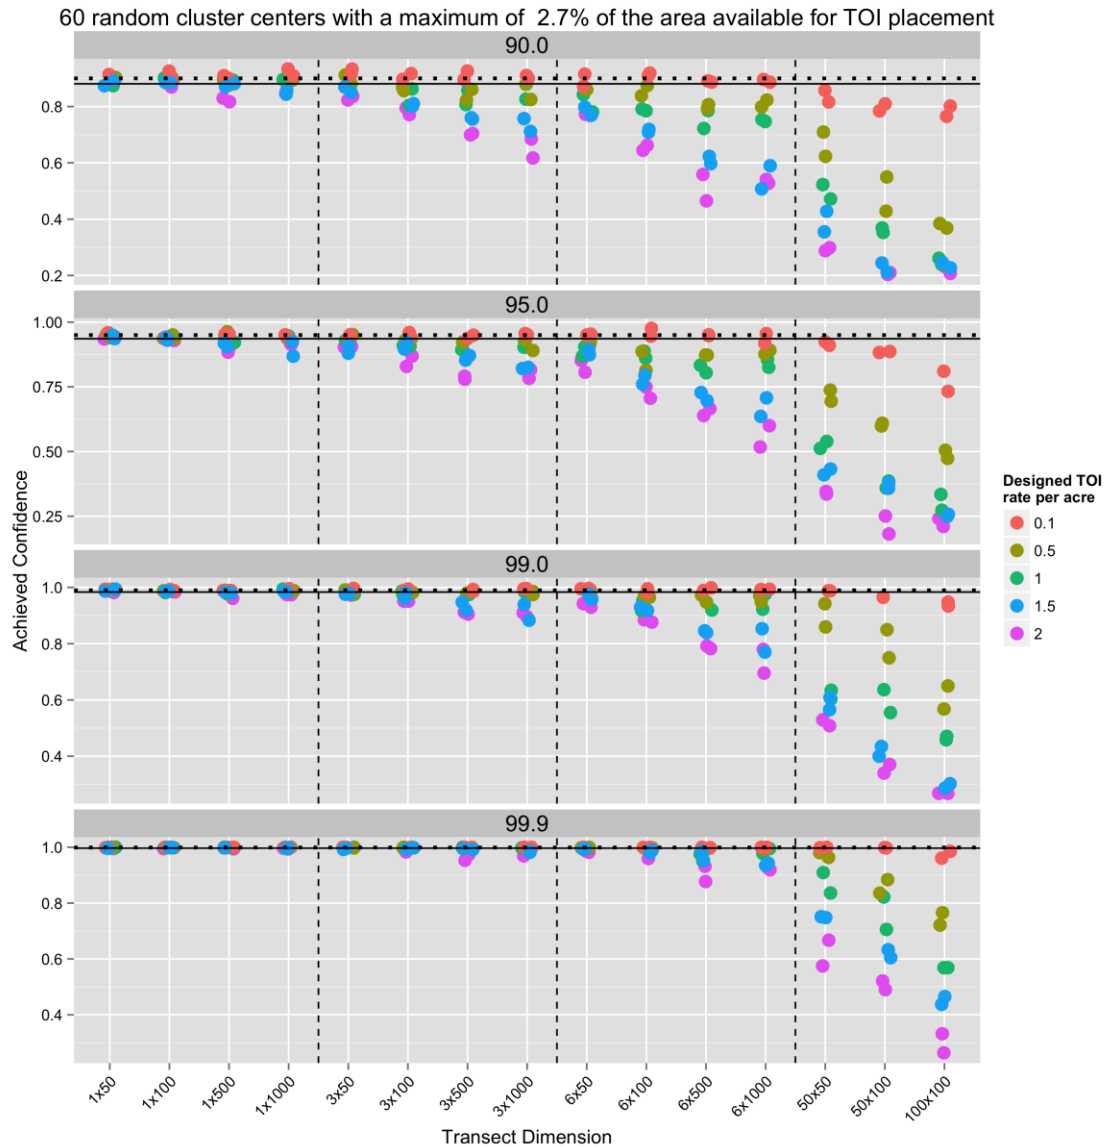 60 random cluster centers with a maximum of  2.7% of the area available for TOI placement
90.0
0.8
0.6
0.4
0.2
95.0
1.00
0.75
0.50
0.25
99.0
1.0
0.8
0.6
0.4
99.9
1.0
0.8
0.6
0.4
Achieved Confidence
1x50
1x100
1x500
1x1000
3x50
3x100
3x500
3x1000
6x50
6x100
6x500
6x1000
50x50
50x100
100x100
Transect Dimension
Designed TOI
rate per acre
0.1
0.5
1
1.5
2